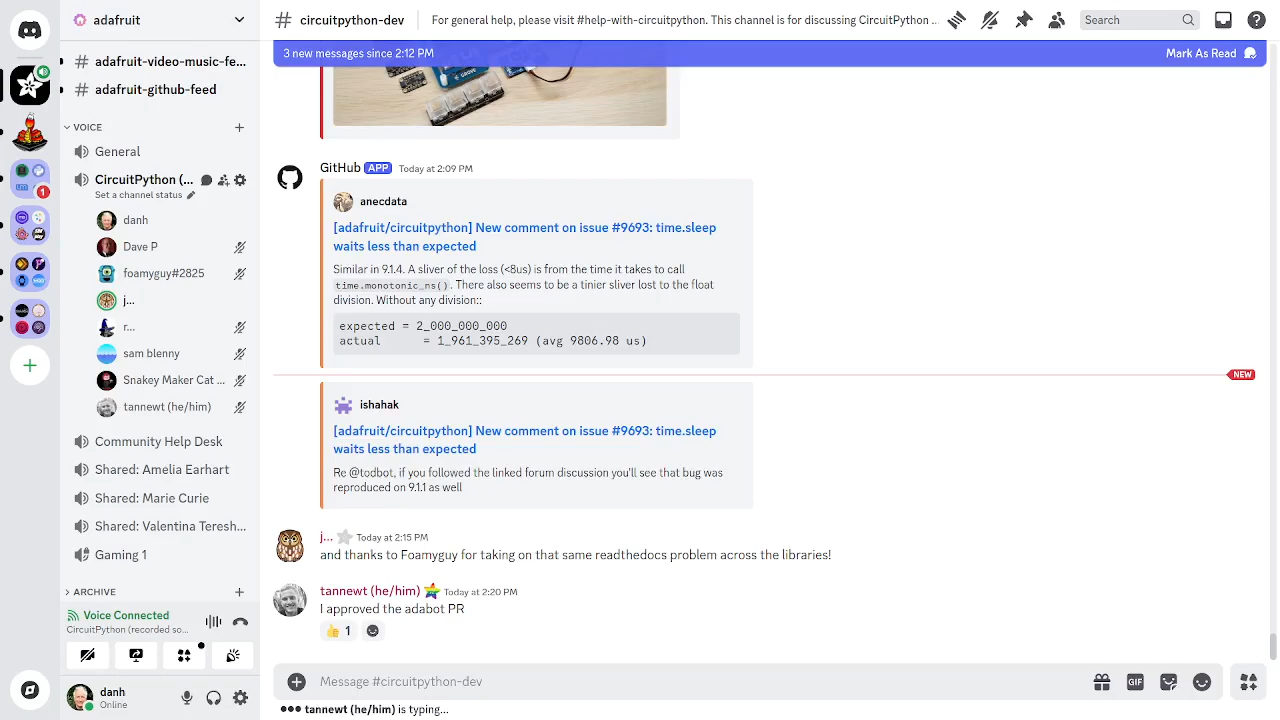 adafruit
circuitpython-dev
For general help, please visit #help-with-circuitpython. This channel is for discussing CircuitPython ...
Search
adafruit-video-music-fe...
adafruit-github-feed
VOICE
General
CircuitPython (...
Set a channel status
danh
Dave P
foamyguy#2825
j...
r...
sam blenny
Snakey Maker Cat ...
tannewt (he/him)
Community Help Desk
Shared: Amelia Earhart
Shared: Marie Curie
Shared: Valentina Teresh...
Gaming 1
ARCHIVE
Voice Connected
CircuitPython (recorded so...
danh
Online
1
3 new messages since 2:12 PM
Mark As Read
GROVE
GitHub APP Today at 2:09 PM
anecdata
[adafruit/circuitpython] New comment on issue #9693: time.sleep
waits less than expected
Similar in 9.1.4. A sliver of the loss (<8us) is from the time it takes to call
time.monotonic_ns(). There also seems to be a tinier sliver lost to the float
division. Without any division::
expected = 2_000_000_000
actual = 1_961_395_269 (avg 9806.98 us)
NEW
ishahak
[adafruit/circuitpython] New comment on issue #9693: time.sleep
waits less than expected
Re @todbot, if you followed the linked forum discussion you'll see that bug was
reproduced on 9.1.1 as well
j... Today at 2:15 PM
and thanks to Foamyguy for taking on that same readthedocs problem across the libraries!
tannewt (he/him) Today at 2:20 PM
I approved the adabot PR
1
Message #circuitpython-dev
GIF
tannewt (he/him) is typing...